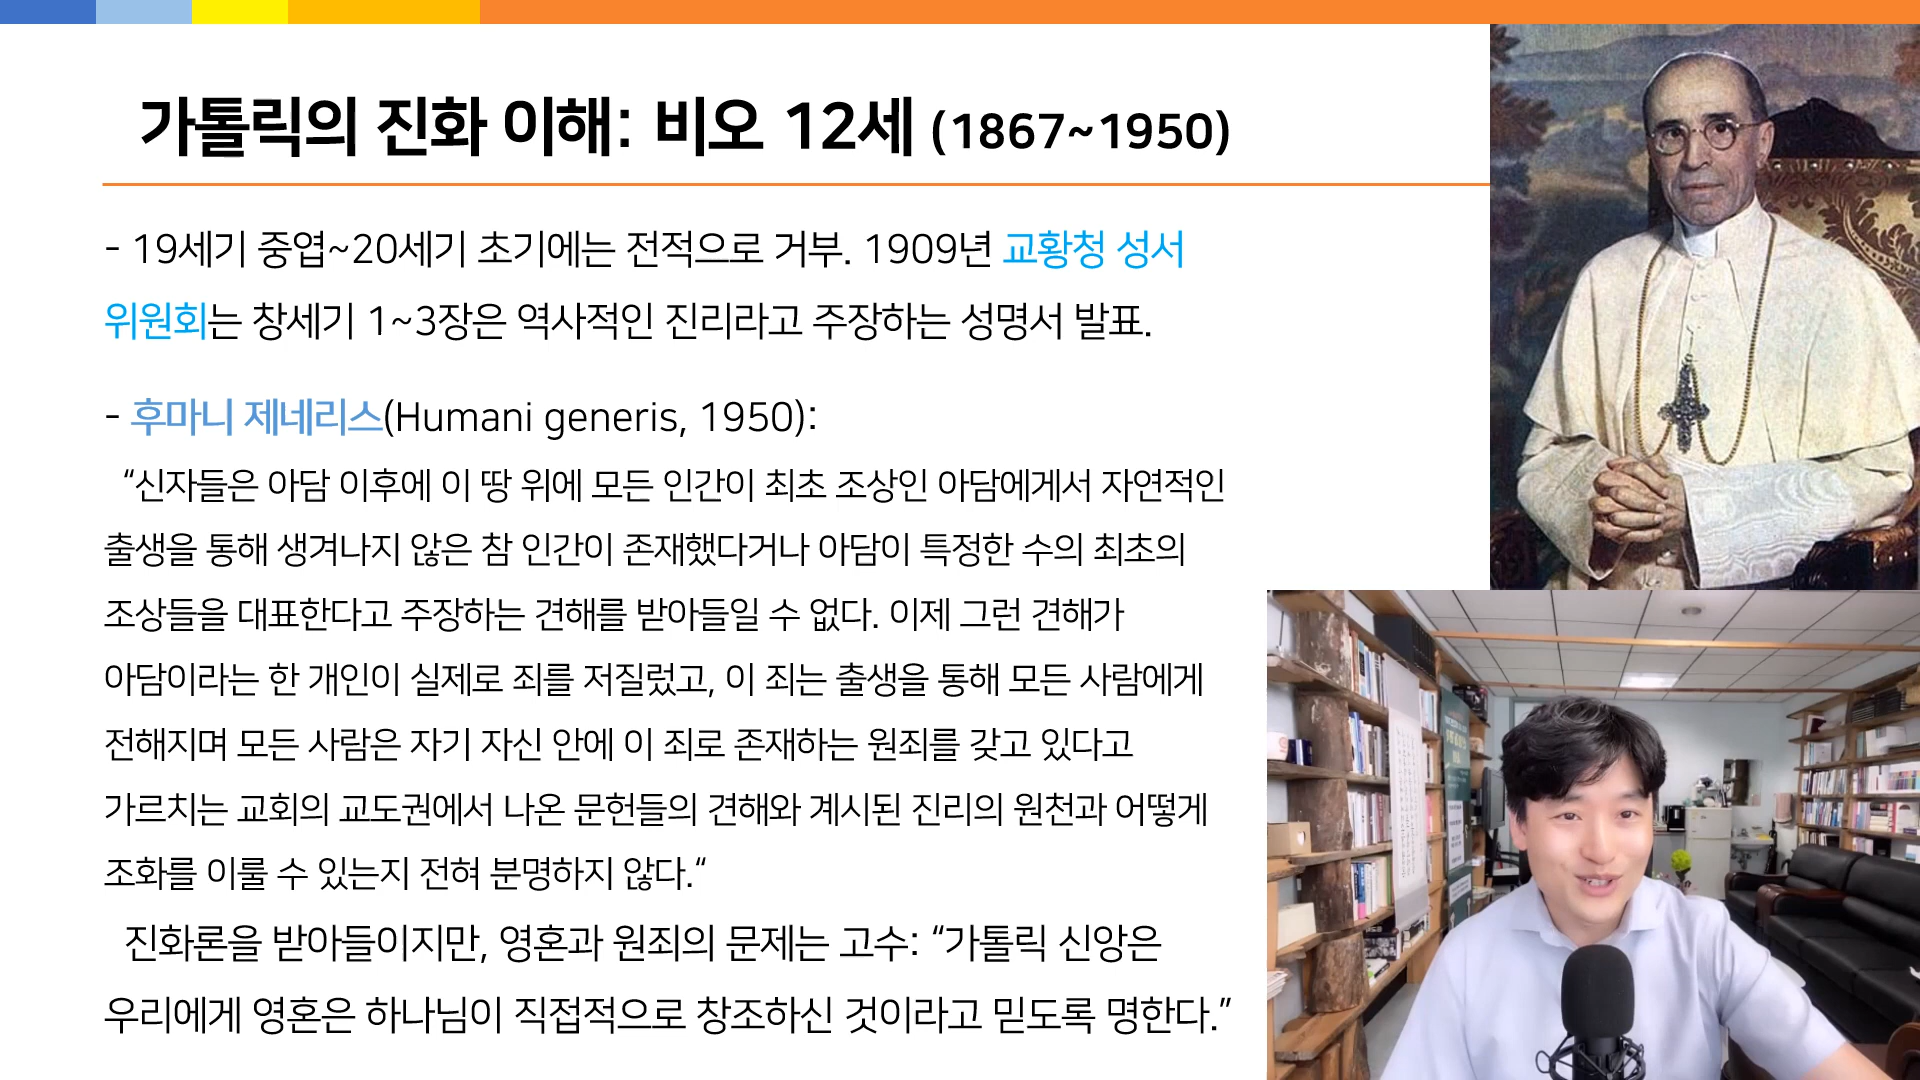 가톨릭의 진화 이해: 비오 12세 (1867~1950)
- 19세기 중엽~20세기 초기에는 전적으로 거부. 1909년 교황청 성서
위원회는 창세기 1~3장은 역사적인 진리라고 주장하는 성명서 발표.
- 후마니 제네리스(Humani generis, 1950):
“신자들은 아담 이후에 이 땅 위에 모든 인간이 최초 조상인 아담에게서 자연적인
출생을 통해 생겨나지 않은 참 인간이 존재했다거나 아담이 특정한 수의 최초의
조상들을 대표한다고 주장하는 견해를 받아들일 수 없다. 이제 그런 견해가
아담이라는 한 개인이 실제로 죄를 저질렀고, 이 죄는 출생을 통해 모든 사람에게
전해지며 모든 사람은 자기 자신 안에 이 죄로 존재하는 원죄를 갖고 있다고
가르치는 교회의 교도권에서 나온 문헌들의 견해와 계시된 진리의 원천과 어떻게
조화를 이룰 수 있는지 전혀 분명하지 않다.“
진화론을 받아들이지만, 영혼과 원죄의 문제는 고수: “가톨릭 신앙은
우리에게 영혼은 하나님이 직접적으로 창조하신 것이라고 믿도록 명한다.”